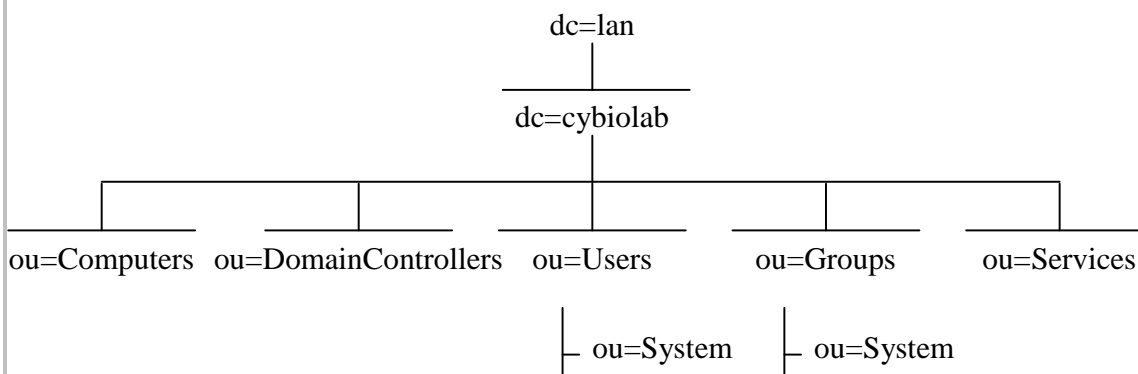 dc=lan
dc=cybiolab
ou=Computers ou=DomainControllers ou=Users ou=Groups ou=Services
ou=System ou=System